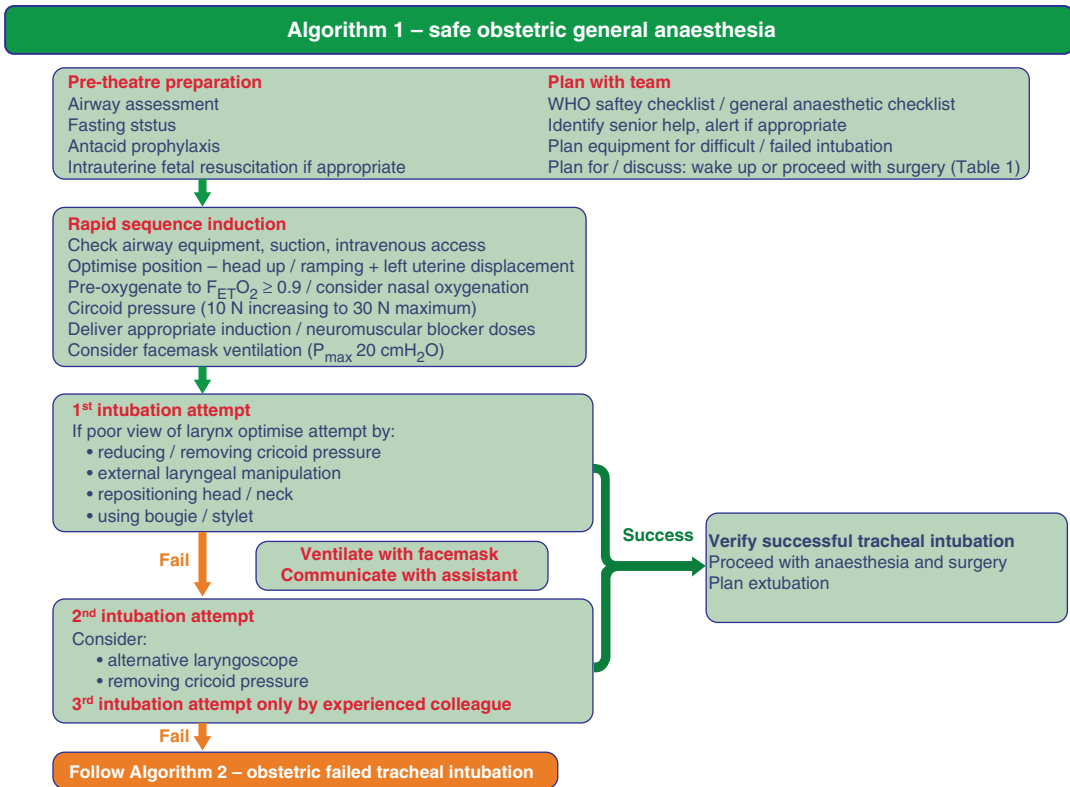 Algorithm 1 – safe obstetric general anaesthesia
Pre-theatre preparation
Airway assessment
Fasting ststus
Antacid prophylaxis
Intrauterine fetal resuscitation if appropriate
Plan with team
WHO saftey checklist / general anaesthetic checklist
Identify senior help, alert if appropriate
Plan equipment for difficult / failed intubation
Plan for / discuss: wake up or proceed with surgery (Table 1)
Rapid sequence induction
Check airway equipment, suction, intravenous access
Optimise position – head up / ramping + left uterine displacement
Pre-oxygenate to FETO2 ≥ 0.9 / consider nasal oxygenation
Circoid pressure (10 N increasing to 30 N maximum)
Deliver appropriate induction / neuromuscular blocker doses
Consider facemask ventilation (Pmax 20 cmH2O)
1st intubation attempt
If poor view of larynx optimise attempt by:
• reducing / removing cricoid pressure
• external laryngeal manipulation
• repositioning head / neck
• using bougie / stylet
Fail
Ventilate with facemask
Communicate with assistant
Success
Verify successful tracheal intubation
Proceed with anaesthesia and surgery
Plan extubation
2nd intubation attempt
Consider:
• alternative laryngoscope
• removing cricoid pressure
3rd intubation attempt only by experienced colleague
Fail
Follow Algorithm 2 – obstetric failed tracheal intubation